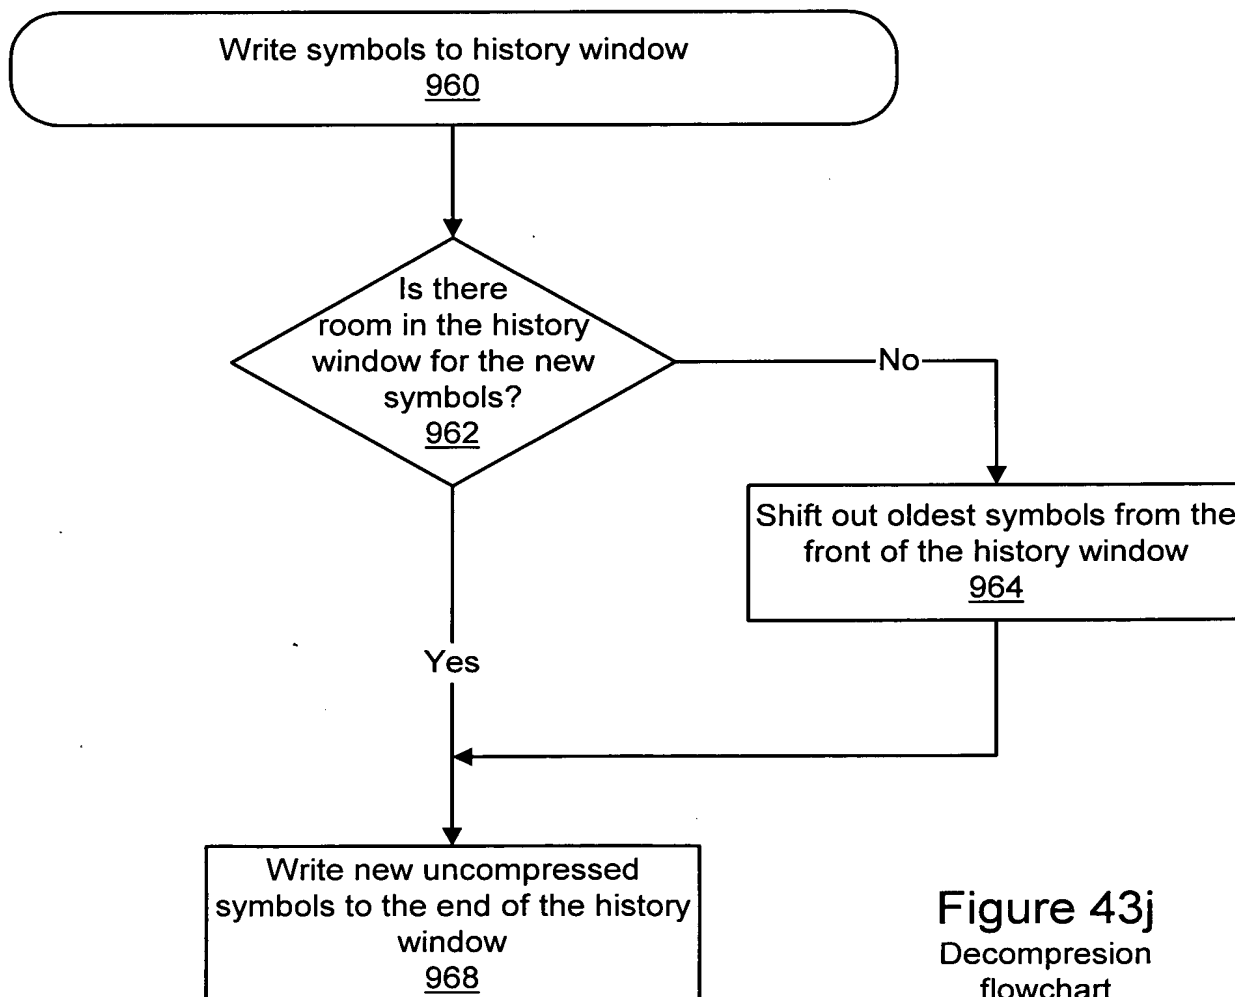 Write symbols to history window
960
Is there
room in the history
window for the new
symbols?
962
No
Shift out oldest symbols from the
front of the history window
964
Yes
Write new uncompressed
symbols to the end of the history
window
968
Figure 43j
Decompresion
flowchart